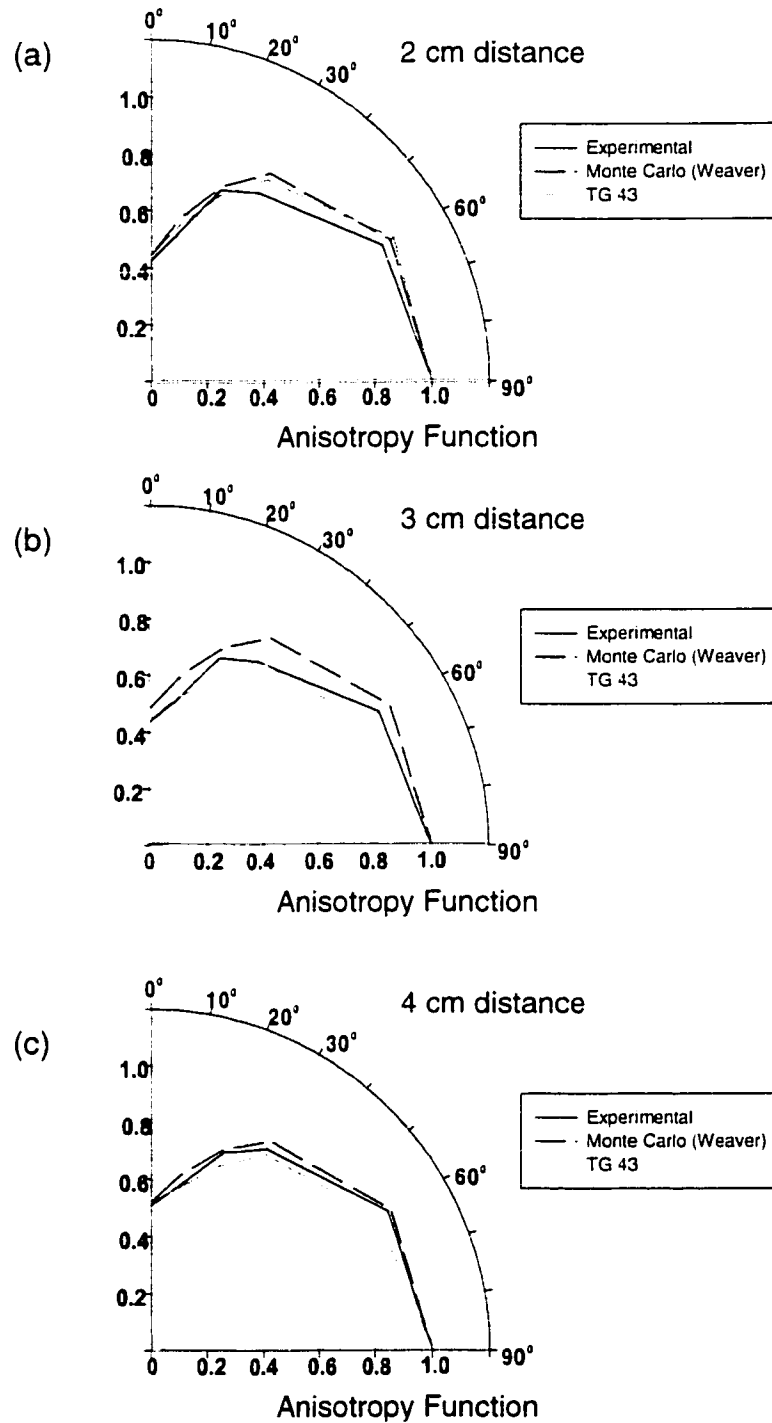 (a)
2 cm distance
0° 10° 20° 30° 60° 90°
1.0
0.8
0.6
0.4
0.2
0 0.2 0.4 0.6 0.8 1.0
Experimental
Monte Carlo (Weaver)
TG 43
Anisotropy Function
(b)
3 cm distance
0° 10° 20° 30° 60° 90°
1.0
0.8
0.6
0.4
0.2
0 0.2 0.4 0.6 0.8 1.0
Experimental
Monte Carlo (Weaver)
TG 43
Anisotropy Function
(c)
4 cm distance
0° 10° 20° 30° 60° 90°
1.0
0.8
0.6
0.4
0.2
0 0.2 0.4 0.6 0.8 1.0
Experimental
Monte Carlo (Weaver)
TG 43
Anisotropy Function